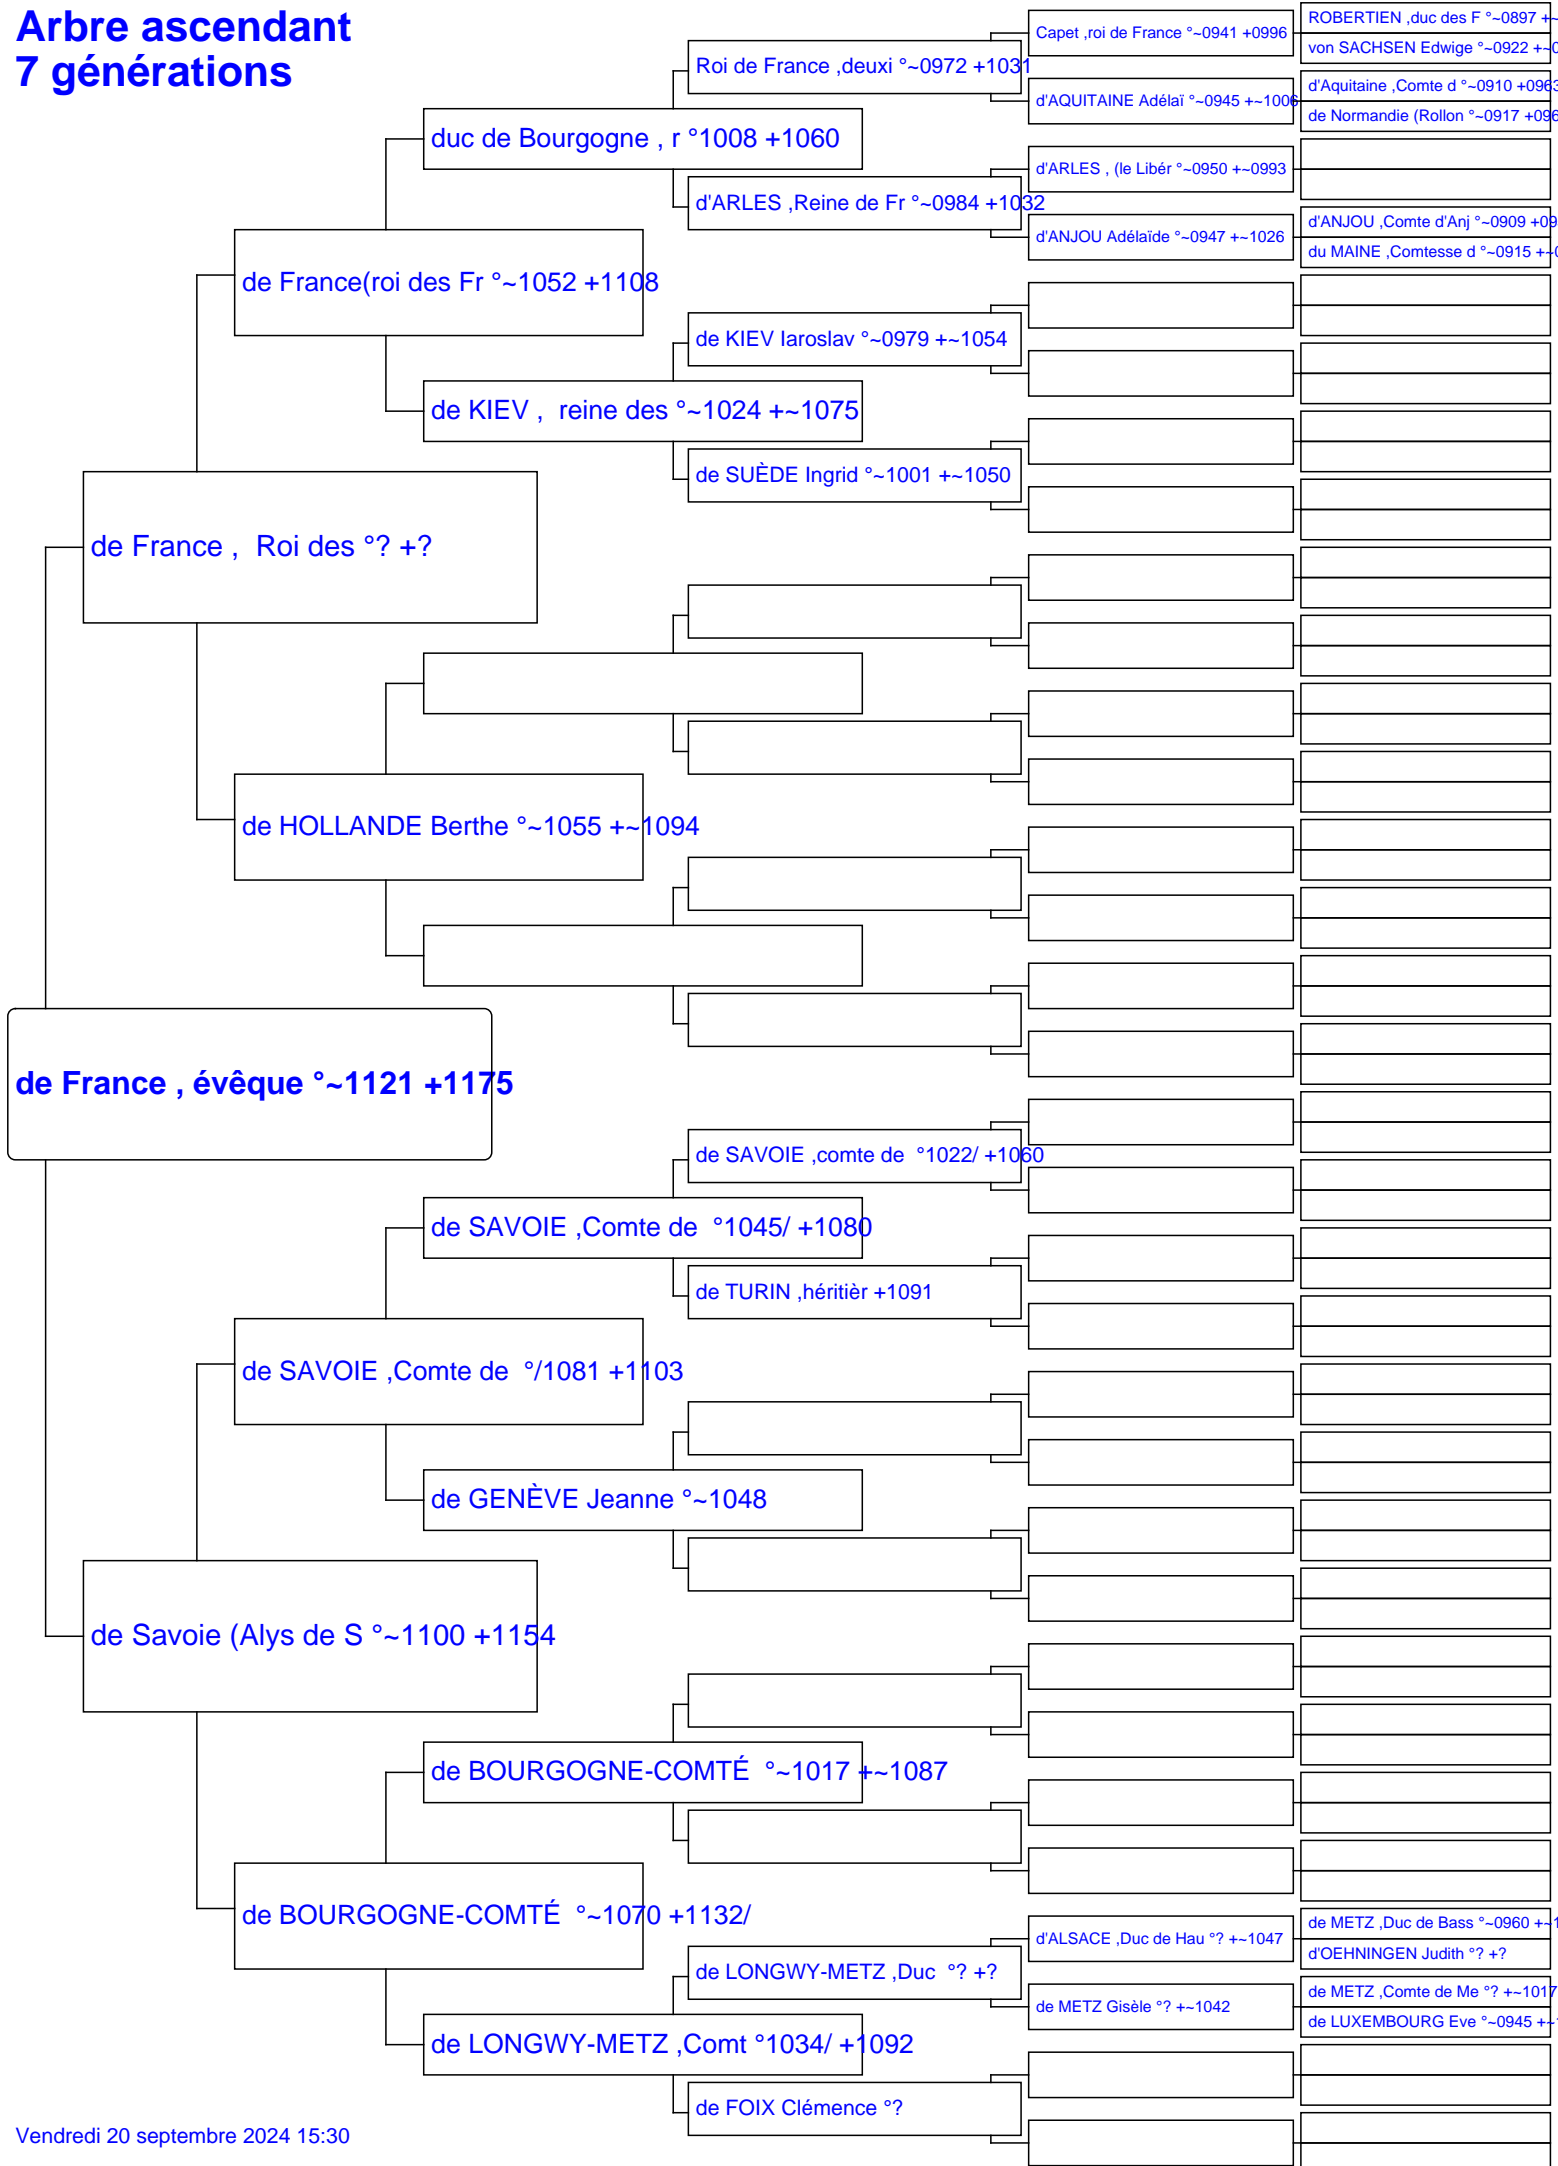 Arbre ascendant
7 générations
Capet ,roi de France °~0941 +0996
ROBERTIEN ,duc des F °~0897 +~
von SACHSEN Edwige °~0922 +~0
Roi de France ,deuxi °~0972 +1031
d'AQUITAINE Adélaï °~0945 +~1006
d'Aquitaine ,Comte d °~0910 +0963
de Normandie (Rollon °~0917 +096
duc de Bourgogne , r °1008 +1060
d'ARLES , (le Libér °~0950 +~0993
d'ARLES ,Reine de Fr °~0984 +1032
d'ANJOU Adélaïde °~0947 +~1026
d'ANJOU ,Comte d'Anj °~0909 +09
du MAINE ,Comtesse d °~0915 +~0
de France(roi des Fr °~1052 +1108
de KIEV Iaroslav °~0979 +~1054
de KIEV ,  reine des °~1024 +~1075
de SUÈDE Ingrid °~1001 +~1050
de France ,  Roi des °? +?
de HOLLANDE Berthe °~1055 +~1094
de France , évêque °~1121 +1175
de SAVOIE ,comte de  °1022/ +1060
de SAVOIE ,Comte de  °1045/ +1080
de TURIN ,héritièr +1091
de SAVOIE ,Comte de  °/1081 +1103
de GENÈVE Jeanne °~1048
de Savoie (Alys de S °~1100 +1154
de BOURGOGNE-COMTÉ  °~1017 +~1087
de BOURGOGNE-COMTÉ  °~1070 +1132/
d'ALSACE ,Duc de Hau °? +~1047
de METZ ,Duc de Bass °~0960 +~1
d'OEHNINGEN Judith °? +?
de LONGWY-METZ ,Duc  °? +?
de METZ Gisèle °? +~1042
de METZ ,Comte de Me °? +~1017
de LUXEMBOURG Eve °~0945 +~1
de LONGWY-METZ ,Comt °1034/ +1092
de FOIX Clémence °?
Vendredi 20 septembre 2024 15:30